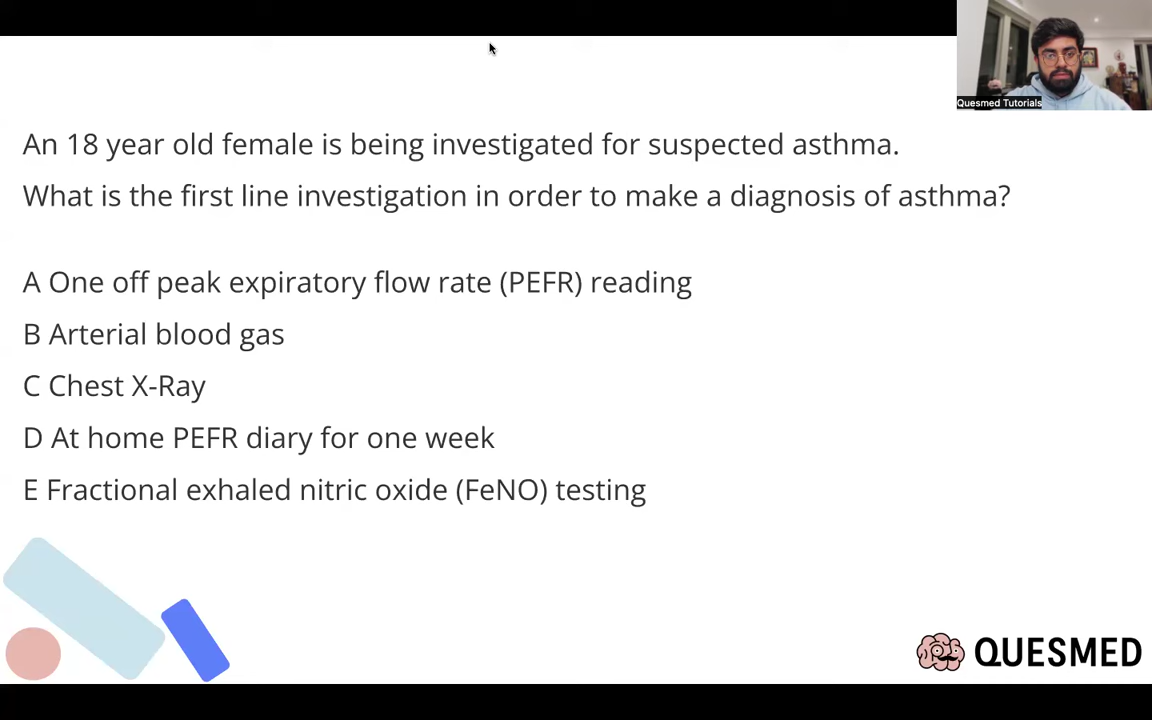 Quesmed Tutorials
An 18 year old female is being investigated for suspected asthma.
What is the first line investigation in order to make a diagnosis of asthma?
A One off peak expiratory flow rate (PEFR) reading
B Arterial blood gas
C Chest X-Ray
D At home PEFR diary for one week
E Fractional exhaled nitric oxide (FeNO) testing
QUESMED